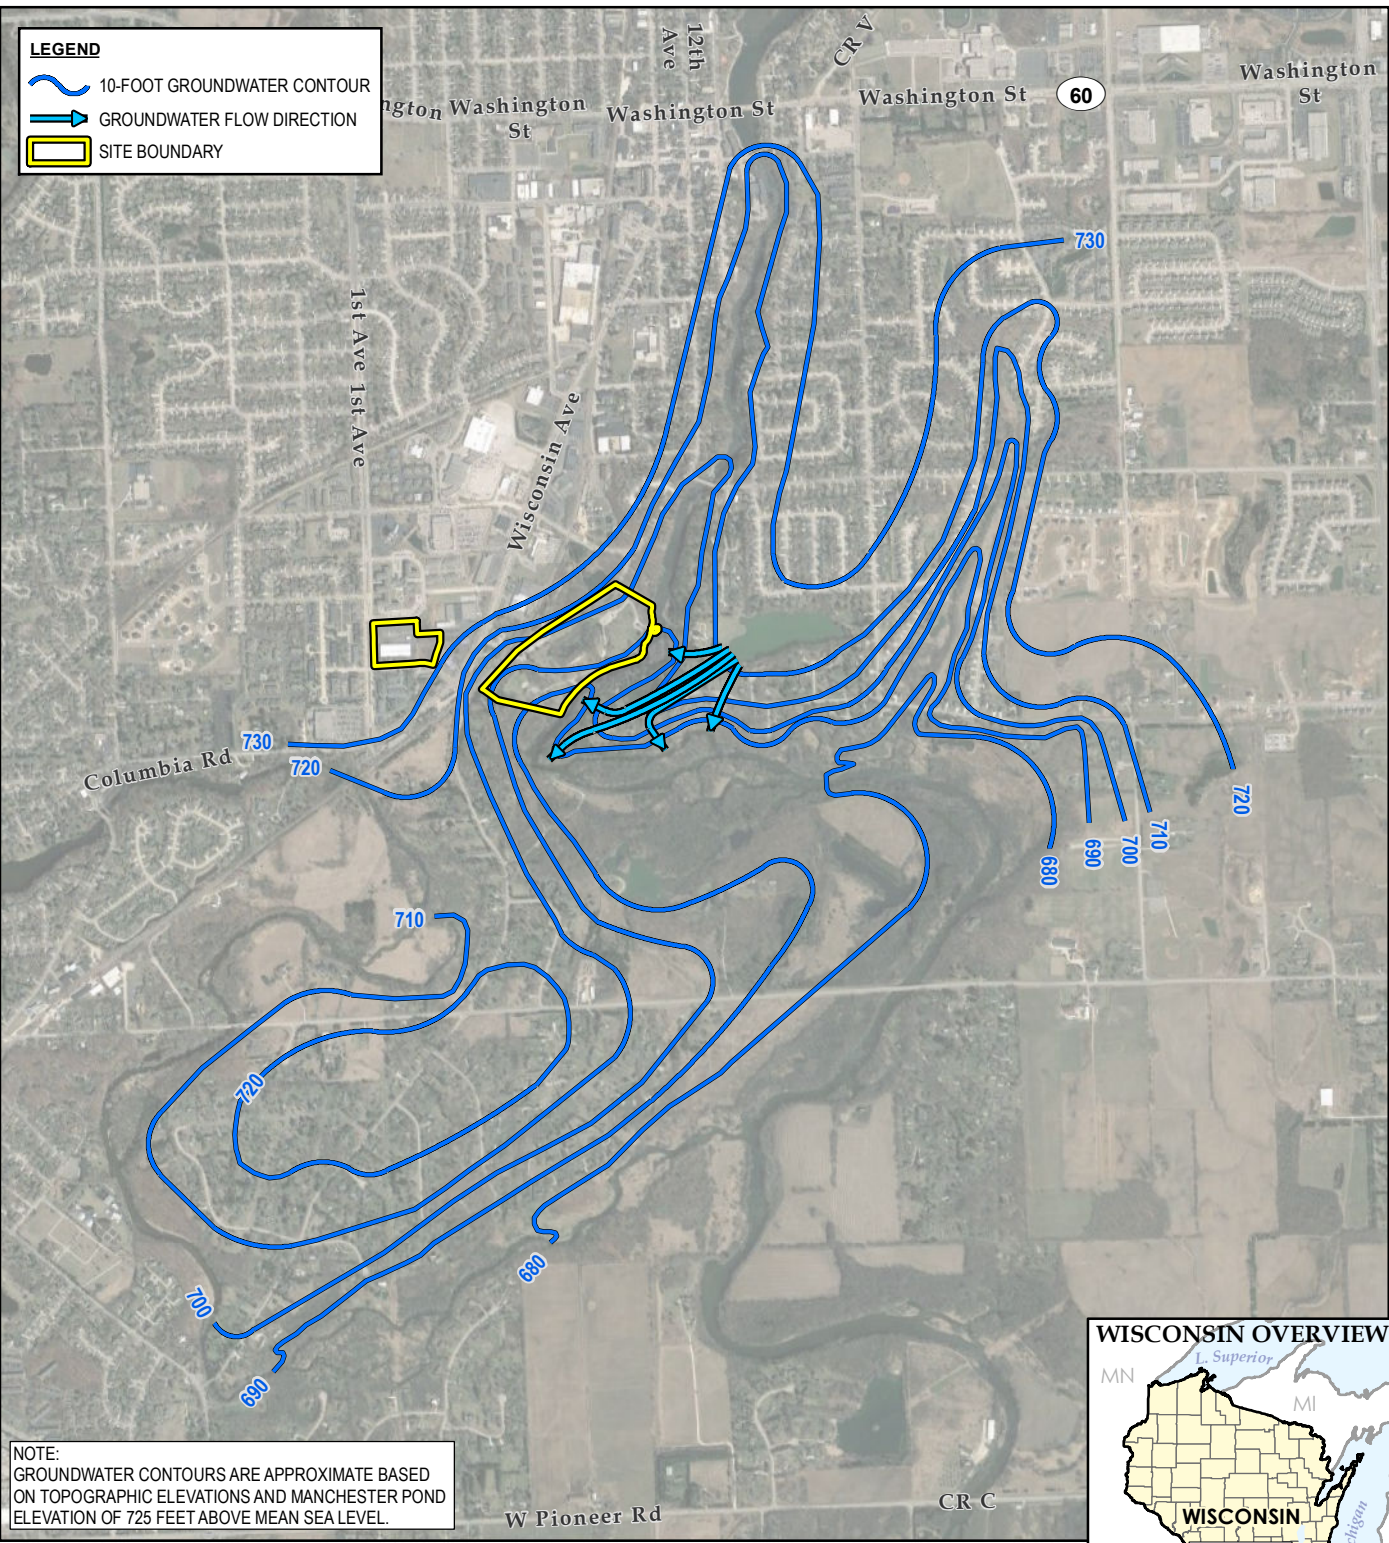 LEGEND
10-FOOT GROUNDWATER CONTOUR
GROUNDWATER FLOW DIRECTION
SITE BOUNDARY
12th
Ave
CR V
ngton
Washington
St
Washington St
Washington St
60
Washington
St
730
1st Ave
1st Ave
Wisconsin Ave
730
720
Columbia Rd
720
710
700
690
680
710
720
700
690
680
NOTE:
GROUNDWATER CONTOURS ARE APPROXIMATE BASED
ON TOPOGRAPHIC ELEVATIONS AND MANCHESTER POND
ELEVATION OF 725 FEET ABOVE MEAN SEA LEVEL.
W Pioneer Rd
CR C
WISCONSIN OVERVIEW
L. Superior
MN
MI
WISCONSIN
chigan